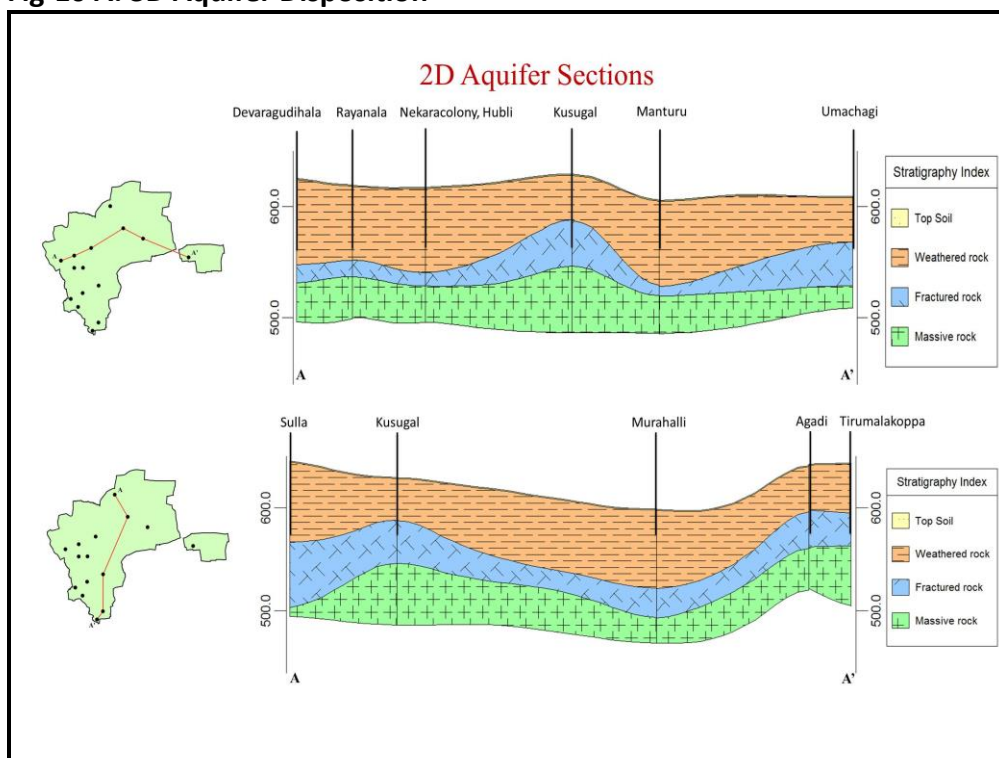 2D Aquifer Sections
Devaragudihala Rayanala Nekaracolony, Hubli Kusugal Manturu Umachagi
600.0
500.0
600.0
500.0
A
A'
A
A'
Stratigraphy Index
Top Soil
Weathered rock
Fractured rock
Massive rock
Sulla Kusugal Murahalli Agadi Tirumalakoppa
600.0
500.0
600.0
500.0
A
A'
A
A'
Stratigraphy Index
Top Soil
Weathered rock
Fractured rock
Massive rock